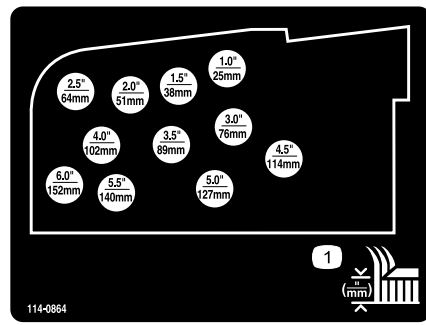 1.0"
25mm
1.5"
38mm
2.0"
51mm
2.5"
64mm
3.0"
76mm
3.5"
89mm
4.0"
102mm
4.5"
114mm
5.0"
127mm
5.5"
140mm
6.0"
152mm
1
"
(mm)
114-0864